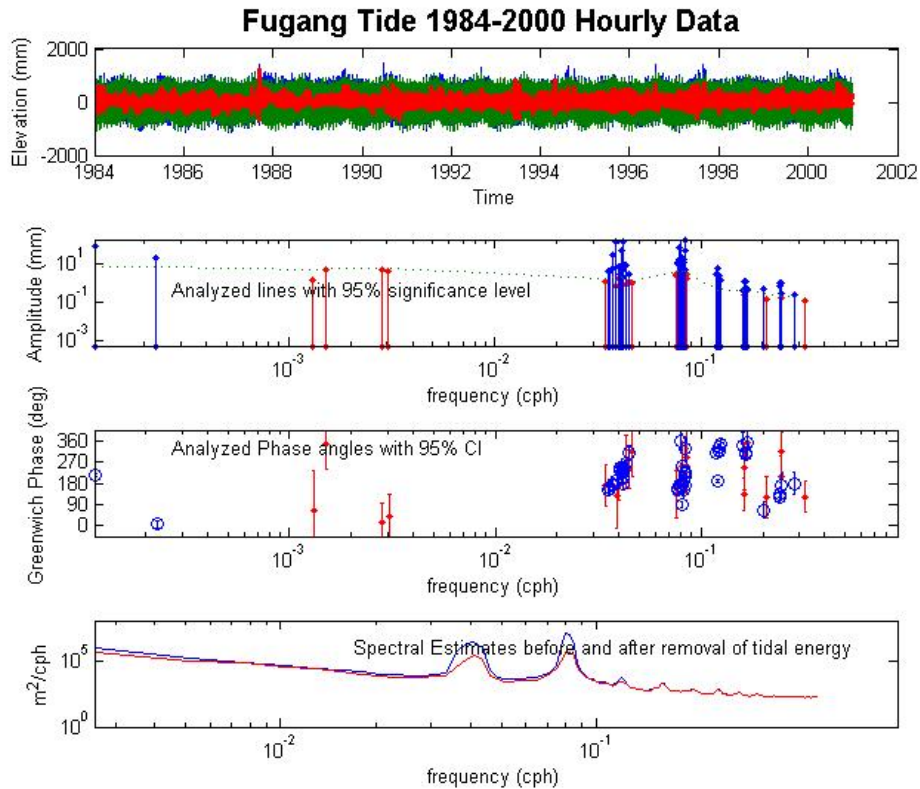 Fugang Tide 1984-2000 Hourly Data
Elevation (mm)
2000
0
-2000
1984 1986 1988 1990 1992 1994 1996 1998 2000 2002
Time
Amplitude (mm)
10^1
10^-1
10^-3
Analyzed lines with 95% significance level
10^-3 10^-2 10^-1
frequency (cph)
Greenwich Phase (deg)
360
270
180
90
0
Analyzed Phase angles with 95% CI
10^-3 10^-2 10^-1
frequency (cph)
m^2/cph
10^5
10^0
Spectral Estimates before and after removal of tidal energy
10^-2 10^-1
frequency (cph)